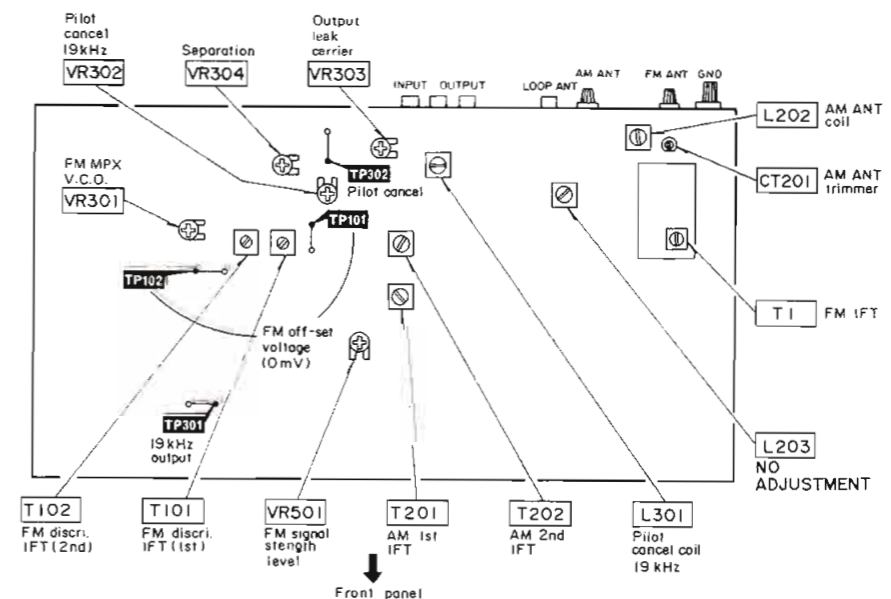 Pilot
cancel
19kHz
VR302
Separation
VR304
Output
leak
carrier
VR303
INPUT OUTPUT
LOOP ANT
AM ANT
FM ANT GND
L202
AM ANT
coil
CT201
AM ANT
trimmer
FM MPX
V.C.O.
VR301
TP302
Pilot cancel
TP101
TP102
FM off-set
voltage
(0mV)
T1
FM IFT
TP301
19kHz
output
L203
NO
ADJUSTMENT
T102
FM discri.
IFT(2nd)
T101
FM discri.
IFT(1st)
VR501
FM signal
stength
level
T201
AM 1st
IFT
T202
AM 2nd
IFT
L301
Pilot
cancel coil
19 kHz
Front panel